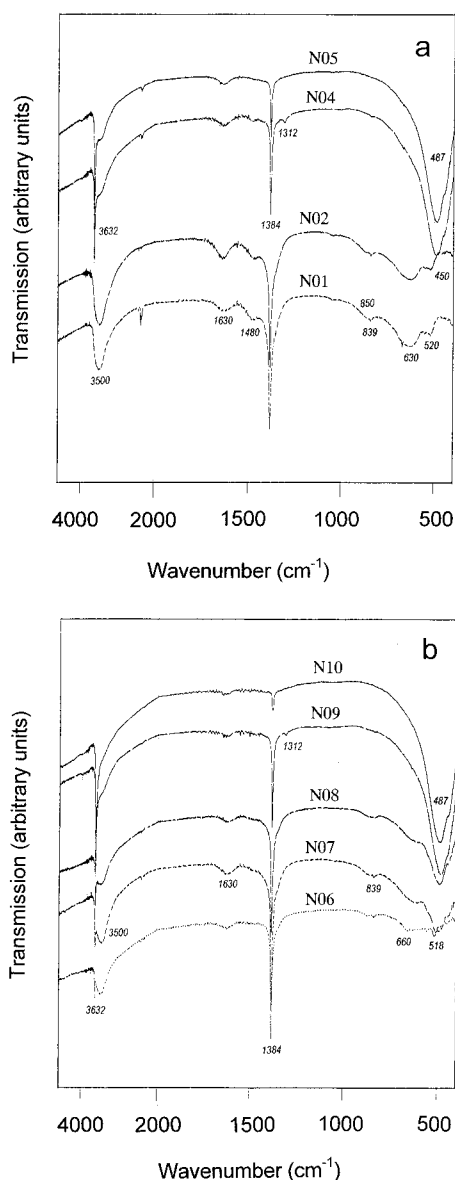 a
N05
N04
1312
487
3632
1384
N02
450
N01
850
1630
839
1480
630
520
3500
Transmission (arbitrary units)
4000 2000 1500 1000 500
Wavenumber (cm-1)
b
N10
N09
1312
487
N08
N07
1630
839
3500
N06
660
518
3632
1384
Transmission (arbitrary units)
4000 2000 1500 1000 500
Wavenumber (cm-1)